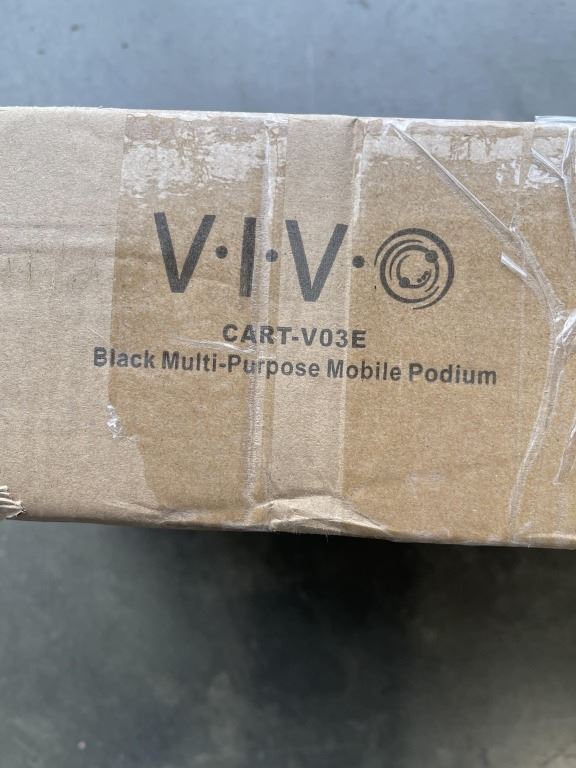 V·I·V·O
CART-V03E
Black Multi-Purpose Mobile Podium